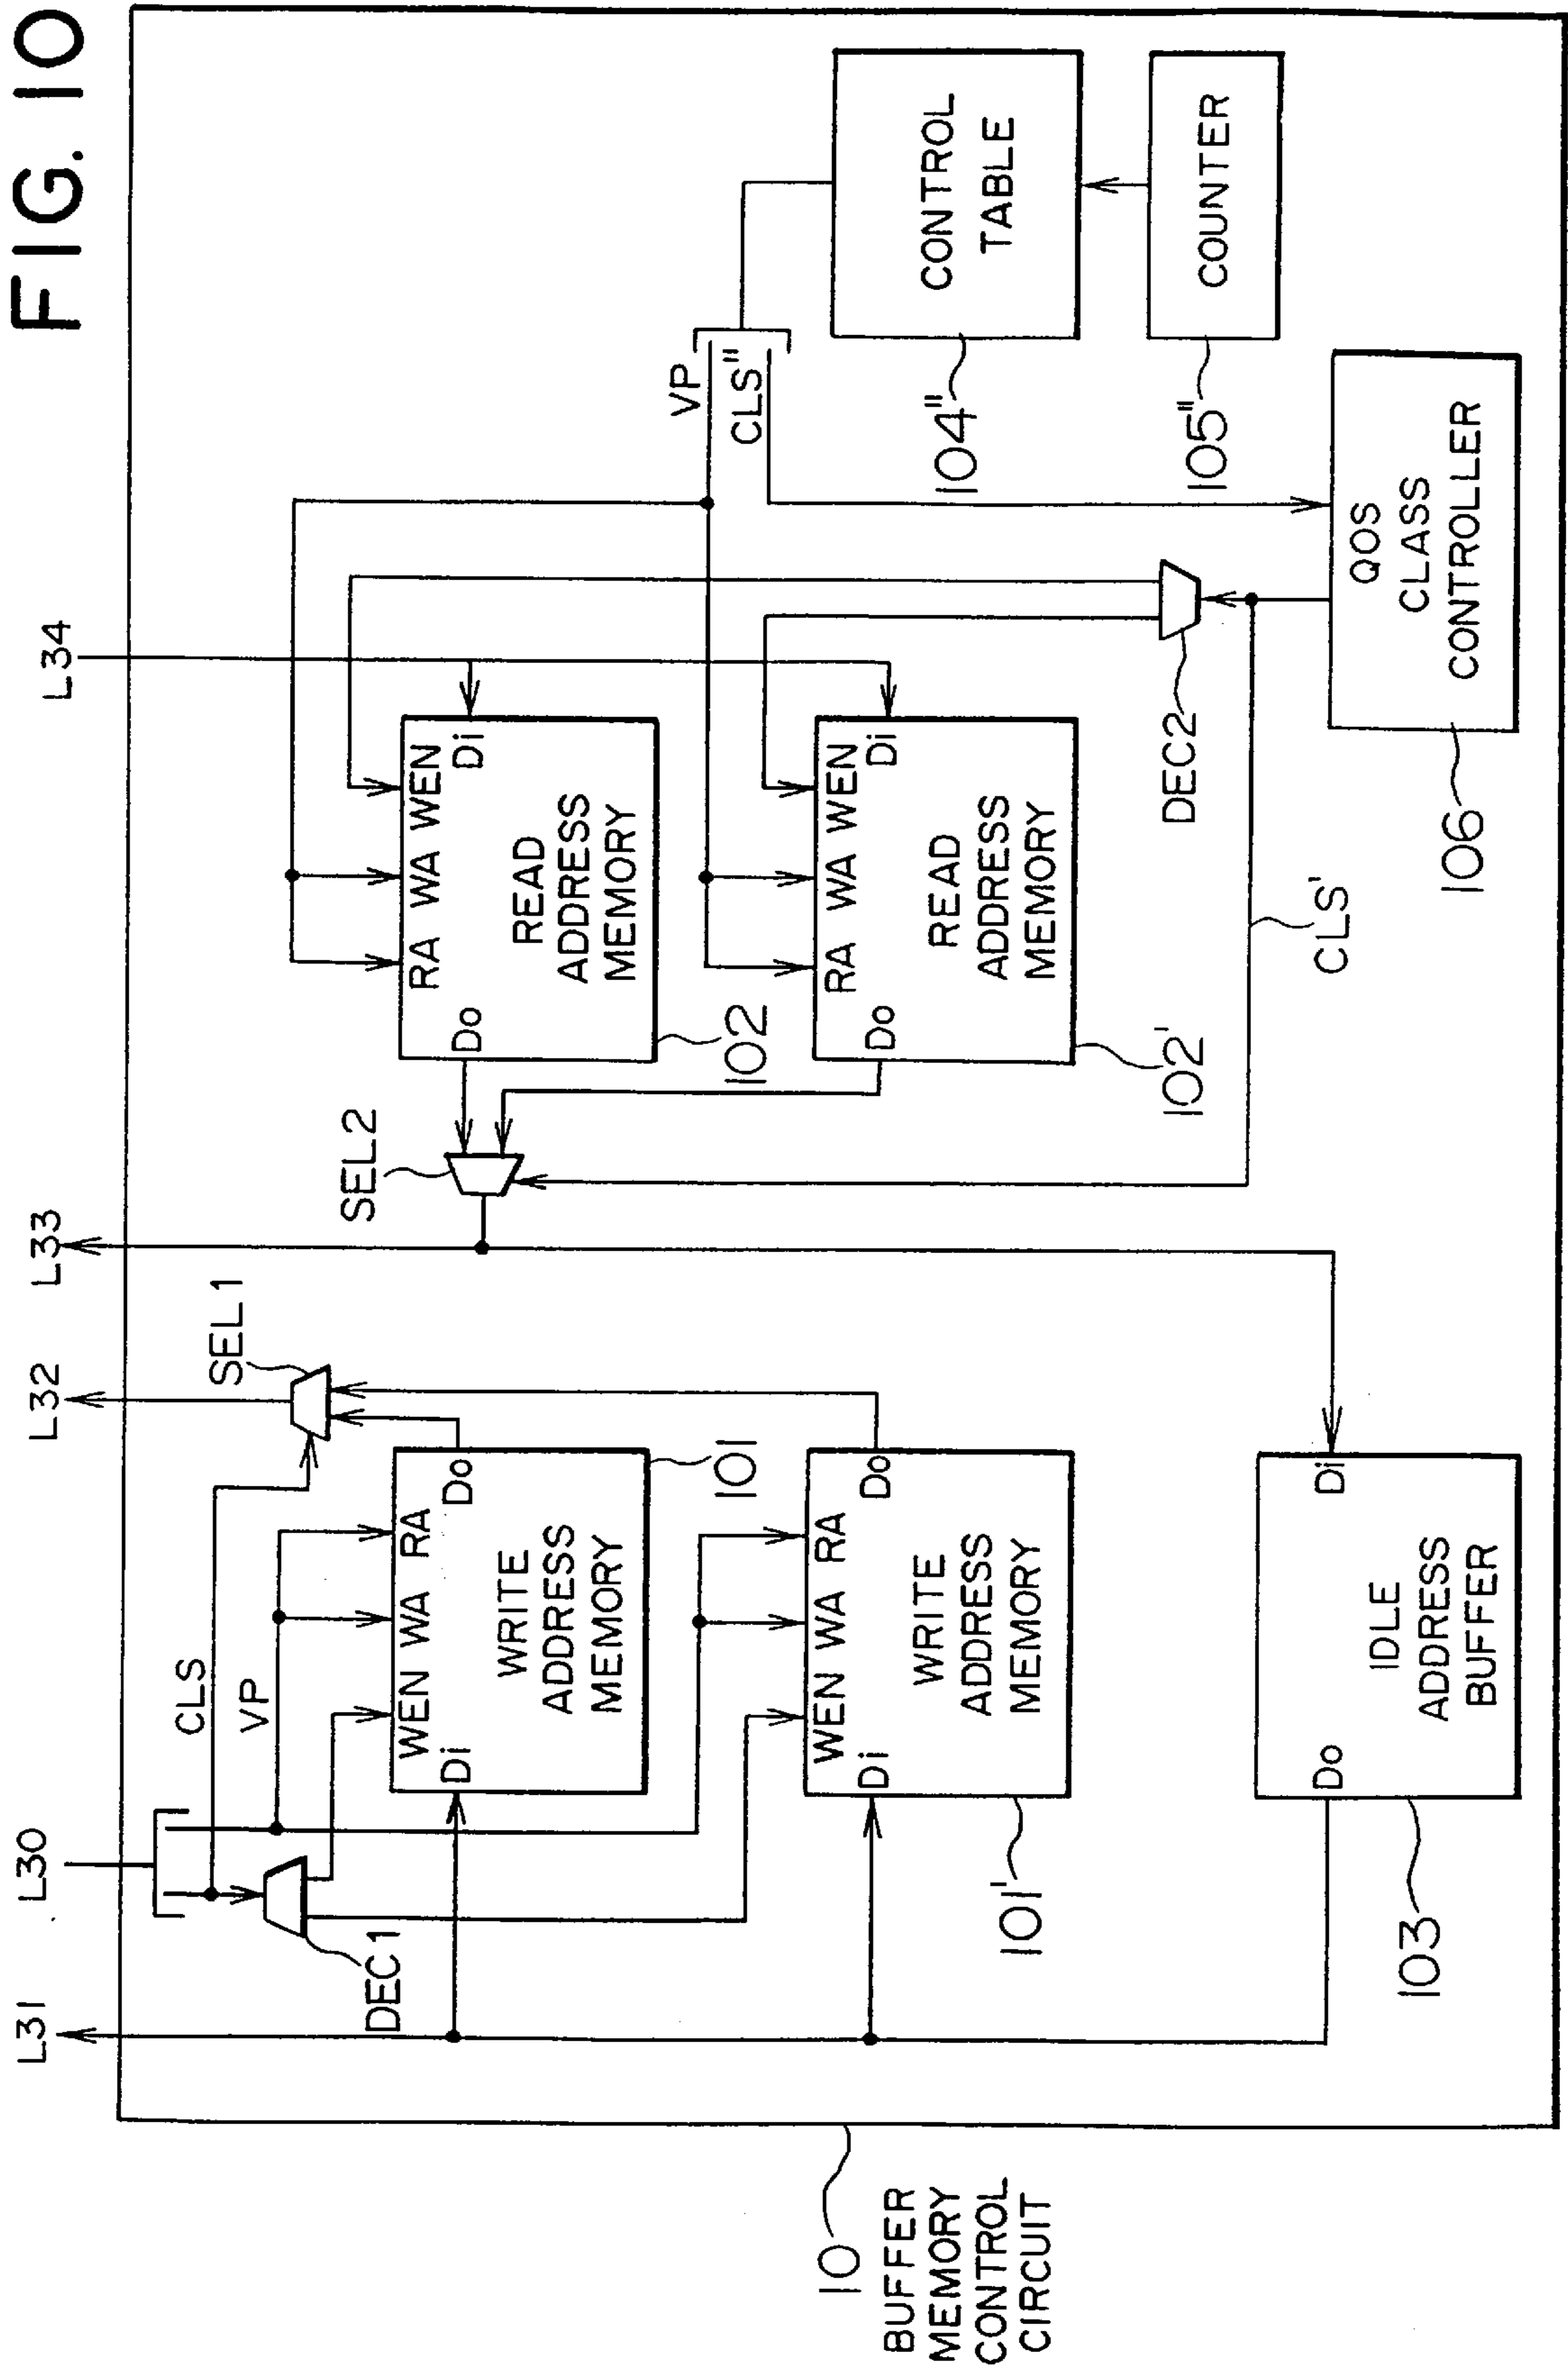 FIG. 10
L31
L30
L32
L33
L34
CLS
VP
DEC1
SEL1
SEL2
WEN WA RA
Di
Do
WRITE
ADDRESS
MEMORY
101
Do
RA WA WEN
Di
READ
ADDRESS
MEMORY
102
VP
CLS"
CONTROL
TABLE
104"
WEN WA RA
Di
Do
WRITE
ADDRESS
MEMORY
101'
Do
RA WA WEN
Di
READ
ADDRESS
MEMORY
102'
DEC2
COUNTER
105"
CLS'
Do
Di
IDLE
ADDRESS
BUFFER
103
QOS
CLASS
CONTROLLER
106
10
BUFFER
MEMORY
CONTROL
CIRCUIT